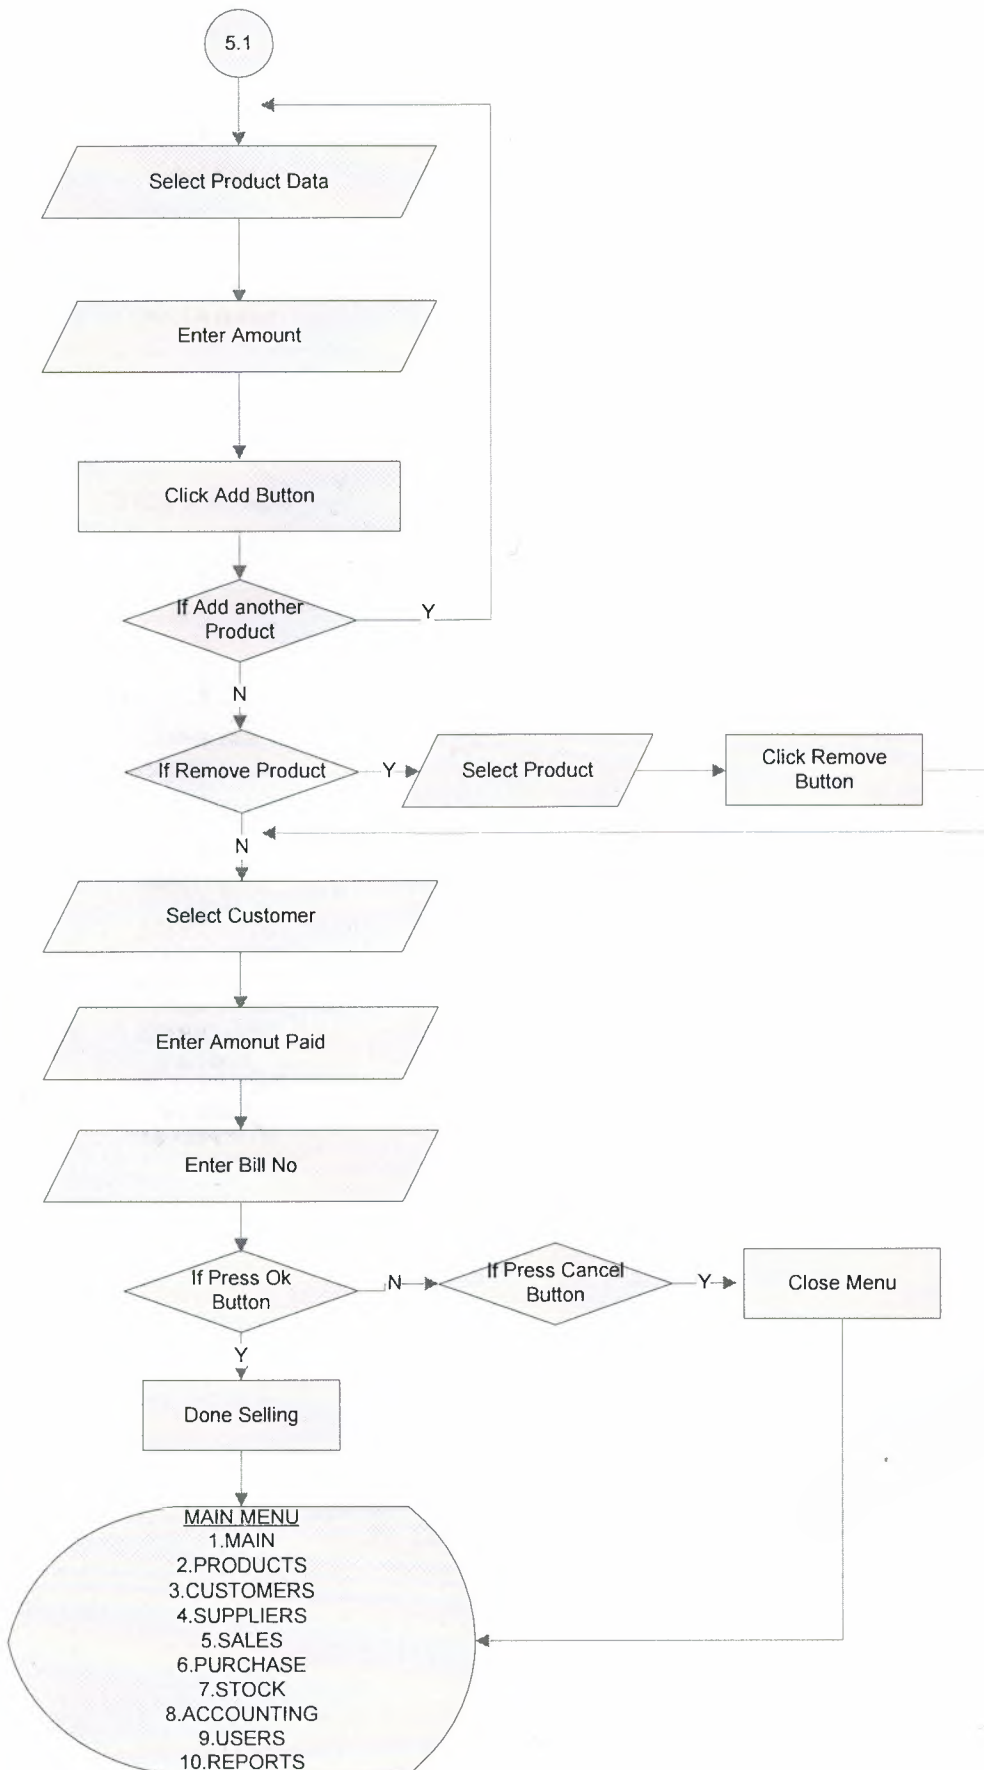 5.1
Select Product Data
Enter Amount
Click Add Button
If Add another
Product
Y
N
If Remove Product
Y
Select Product
Click Remove
Button
N
Select Customer
Enter Amonut Paid
Enter Bill No
If Press Ok
Button
N
If Press Cancel
Button
Y
Close Menu
Y
Done Selling
MAIN MENU
1.MAIN
2.PRODUCTS
3.CUSTOMERS
4.SUPPLIERS
5.SALES
6.PURCHASE
7.STOCK
8.ACCOUNTING
9.USERS
10.REPORTS